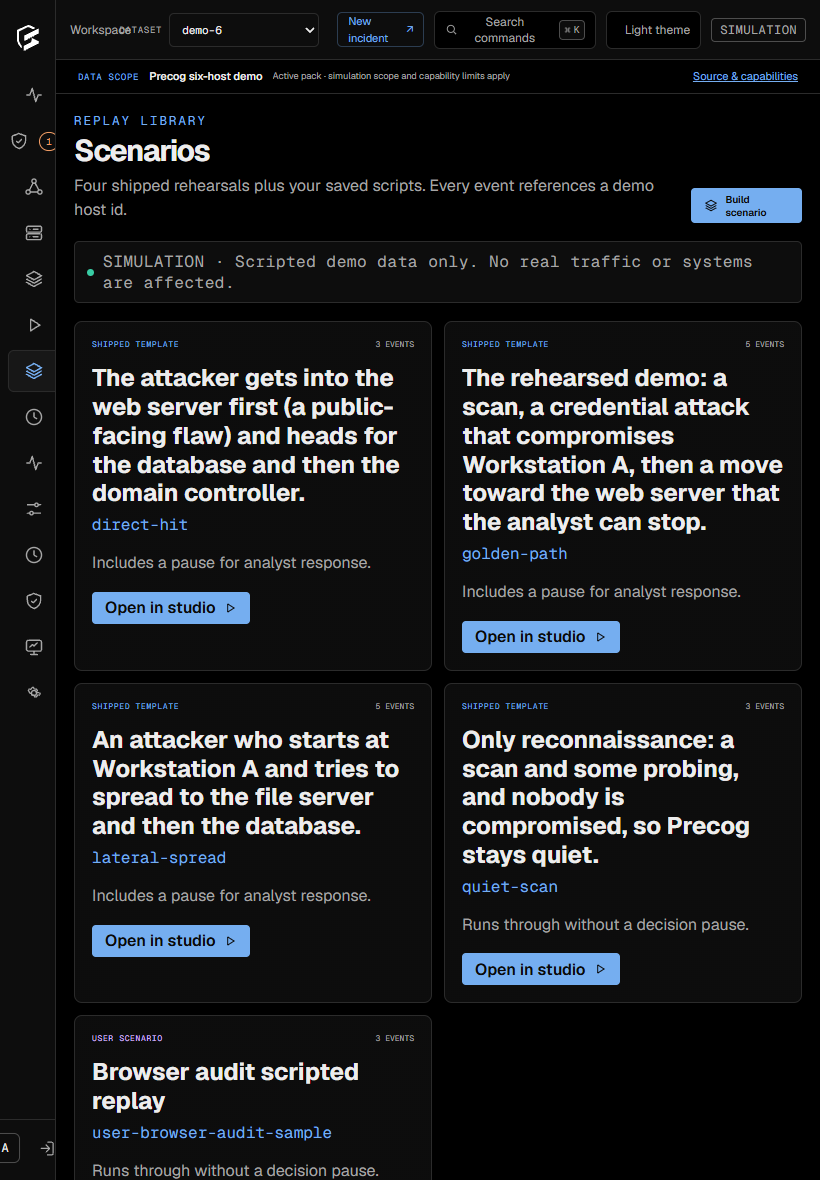 Workspace DATASET demo-6 New incident Search commands ⌘ K Light theme SIMULATION
DATA SCOPE Precog six-host demo Active pack · simulation scope and capability limits apply Source & capabilities
1
REPLAY LIBRARY
Scenarios
Four shipped rehearsals plus your saved scripts. Every event references a demo
host id.
Build
scenario
SIMULATION · Scripted demo data only. No real traffic or systems
are affected.
SHIPPED TEMPLATE 3 EVENTS
The attacker gets into the
web server first (a public-
facing flaw) and heads for
the database and then the
domain controller.
direct-hit
Includes a pause for analyst response.
Open in studio
SHIPPED TEMPLATE 5 EVENTS
The rehearsed demo: a
scan, a credential attack
that compromises
Workstation A, then a move
toward the web server that
the analyst can stop.
golden-path
Includes a pause for analyst response.
Open in studio
SHIPPED TEMPLATE 5 EVENTS
An attacker who starts at
Workstation A and tries to
spread to the file server
and then the database.
lateral-spread
Includes a pause for analyst response.
Open in studio
SHIPPED TEMPLATE 3 EVENTS
Only reconnaissance: a
scan and some probing,
and nobody is
compromised, so Precog
stays quiet.
quiet-scan
Runs through without a decision pause.
Open in studio
USER SCENARIO 3 EVENTS
Browser audit scripted
replay
user-browser-audit-sample
Runs through without a decision pause.
A